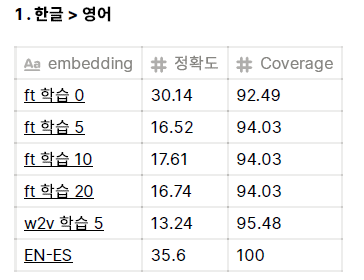 1. 한글 > 영어
Aa embedding # 정확도 # Coverage
ft 학습 0 30.14 92.49
ft 학습 5 16.52 94.03
ft 학습 10 17.61 94.03
ft 학습 20 16.74 94.03
w2v 학습 5 13.24 95.48
EN-ES 35.6 100